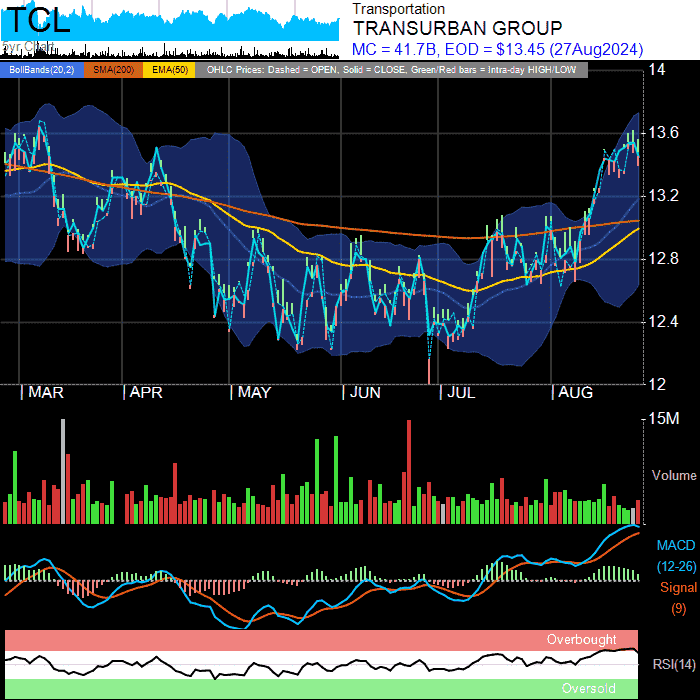 TCL
5yr Chart
Transportation
TRANSURBAN GROUP
MC = 41.7B, EOD = $13.45 (27Aug2024)
BollBands(20,2) SMA(200) EMA(50) OHLC Prices: Dashed = OPEN, Solid = CLOSE, Green/Red bars = Intra-day HIGH/LOW
14
13.6
13.2
12.8
12.4
12
| MAR | APR | MAY | JUN | JUL | AUG
15M
Volume
MACD
(12-26)
Signal
(9)
Overbought
RSI(14)
Oversold